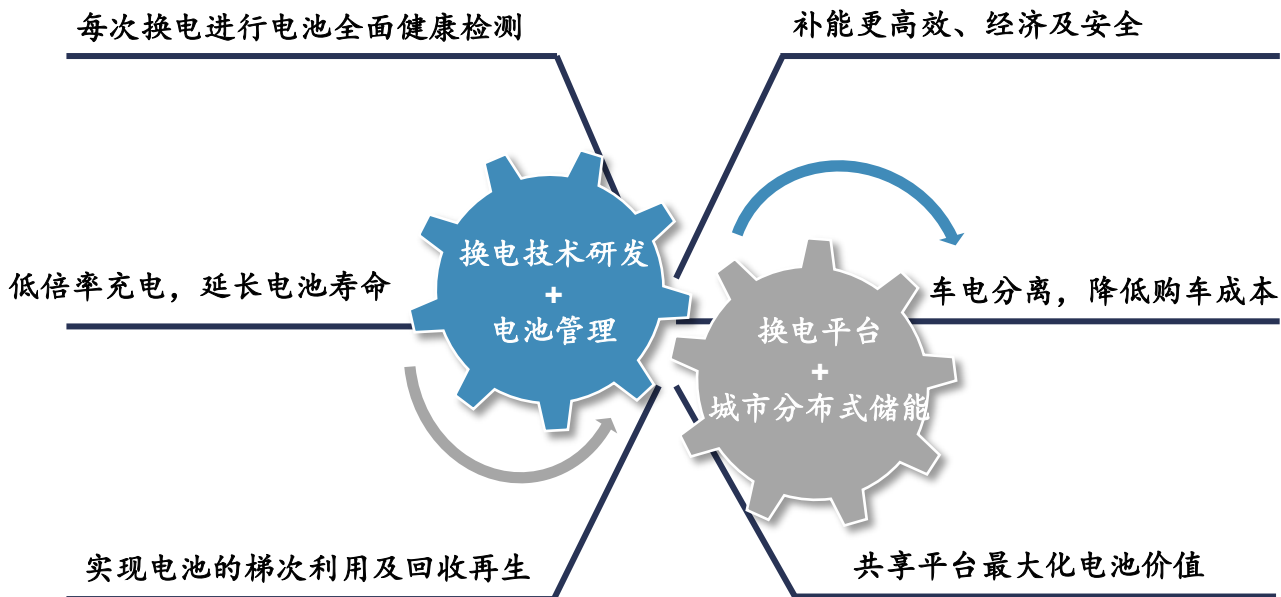 每次换电进行电池全面健康检测
补能更高效、经济及安全
换电技术研发
+
电池管理
低倍率充电，延长电池寿命
车电分离，降低购车成本
换电平台
+
城市分布式储能
实现电池的梯次利用及回收再生
共享平台最大化电池价值